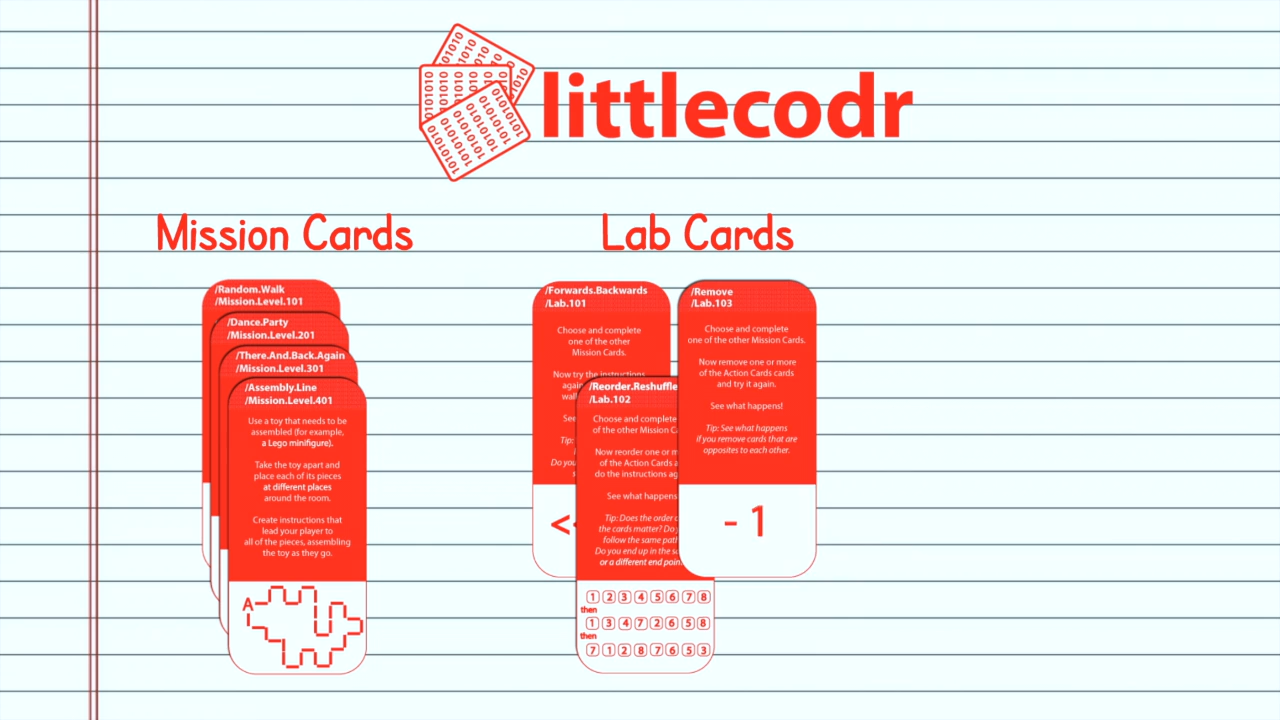 littlecodr
Mission Cards
Lab Cards
/Random.Walk
/Mission.Level.101
/Dance.Party
/Mission.Level.201
/There.And.Back.Again
/Mission.Level.301
/Assembly.Line
/Mission.Level.401
Use a toy that needs to be
assembled (for example,
a Lego minifigure).
Take the toy apart and
place each of its pieces
at different places
around the room.
Create instructions that
lead your player to
all of the pieces, assembling
the toy as they go.
A
/Forwards.Backwards
/Lab.101
Choose and complete
one of the other
Mission Cards.
Now try the instructions
See
Tip:
Do you
<
/Reorder.Reshuffle
/Lab.102
Choose and complete
of the other Mission C
Now reorder one or
of the Action Cards
do the instructions
See what happens
Tip: Does the order
the cards matter? Do
follow the same path
Do you end up in the
or a different end point
1 2 3 4 5 6 7 8
then
1 3 4 7 2 6 5 8
then
7 1 2 8 7 6 5 3
/Remove
/Lab.103
Choose and complete
one of the other Mission Cards.
Now remove one or more
of the Action Cards cards
and try it again.
See what happens!
Tip: See what happens
if you remove cards that are
opposites to each other.
- 1